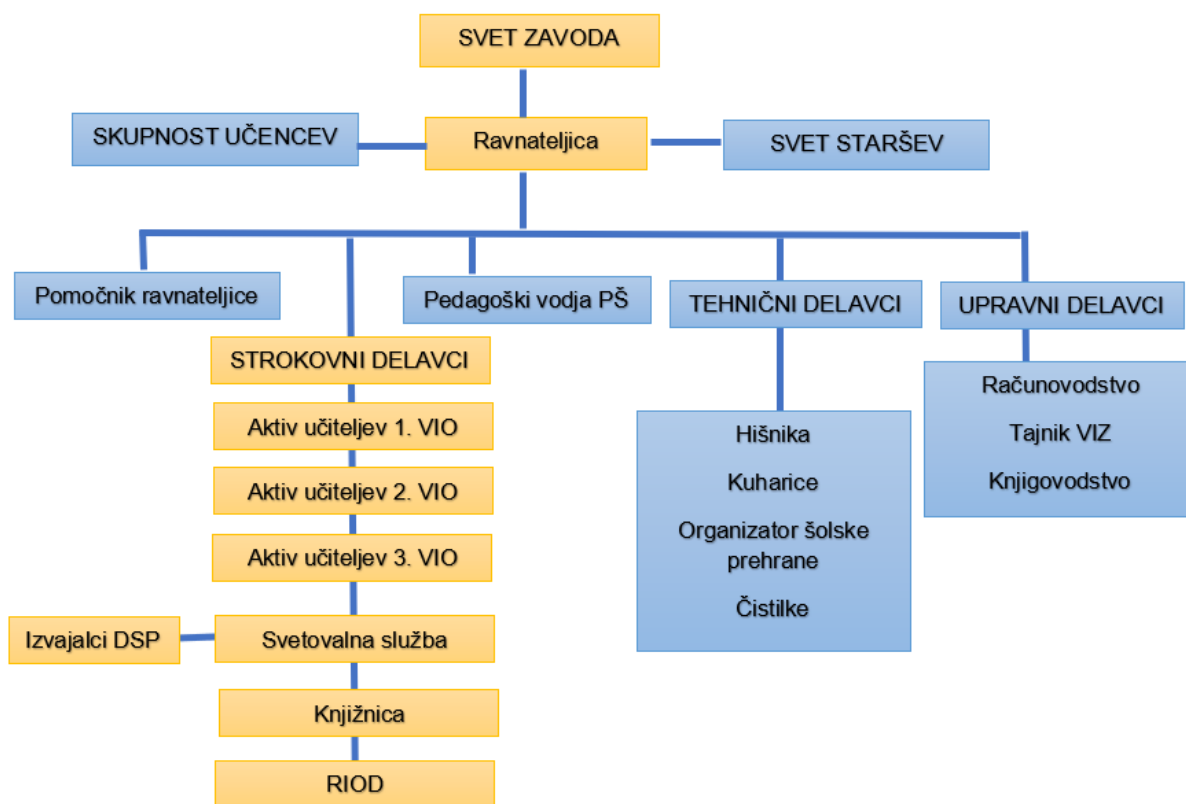 SVET ZAVODA
SKUPNOST UČENCEV
Ravnateljica
SVET STARŠEV
Pomočnik ravnateljice
Pedagoški vodja PŠ
TEHNIČNI DELAVCI
UPRAVNI DELAVCI
STROKOVNI DELAVCI
Aktiv učiteljev 1. VIO
Aktiv učiteljev 2. VIO
Aktiv učiteljev 3. VIO
Izvajalci DSP
Svetovalna služba
Knjižnica
RIOD
Hišnika
Kuharice
Organizator šolske
prehrane
Čistilke
Računovodstvo
Tajnik VIZ
Knjigovodstvo